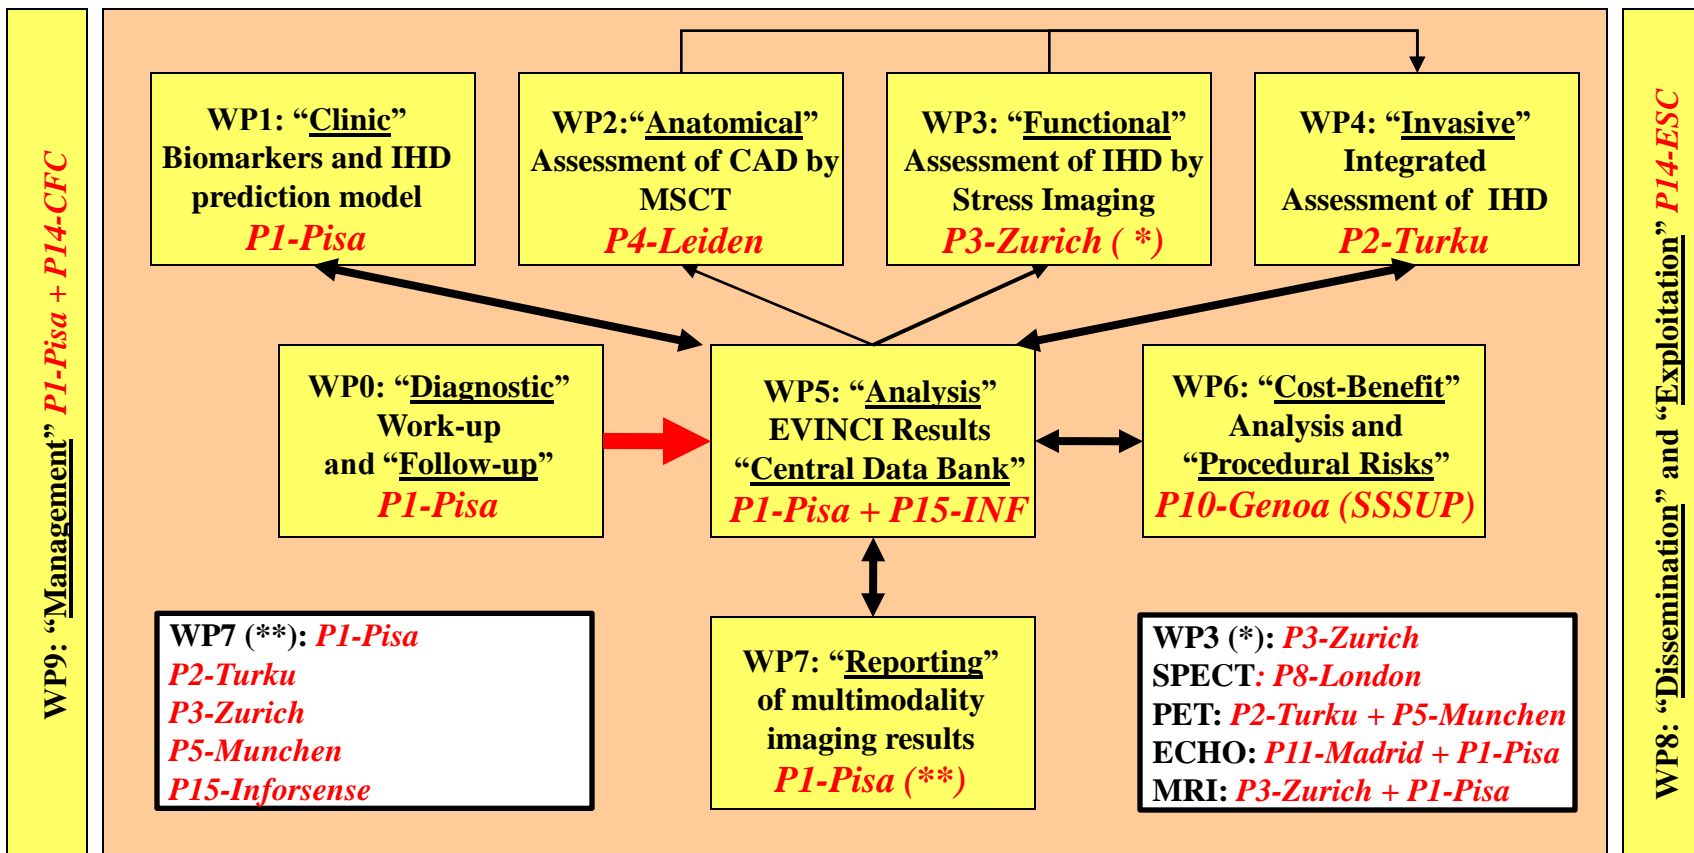 WP9: “Management” P1-Pisa + P14-CFC
WP1: “Clinic”
Biomarkers and IHD
prediction model
P1-Pisa
WP2:“Anatomical”
Assessment of CAD by
MSCT
P4-Leiden
WP3: “Functional”
Assessment of IHD by
Stress Imaging
P3-Zurich ( *)
WP4: “Invasive”
Integrated
Assessment of IHD
P2-Turku
WP0: “Diagnostic”
Work-up
and “Follow-up”
P1-Pisa
WP5: “Analysis”
EVINCI Results
“Central Data Bank”
P1-Pisa + P15-INF
WP6: “Cost-Benefit”
Analysis and
“Procedural Risks”
P10-Genoa (SSSUP)
WP7 (**): P1-Pisa
P2-Turku
P3-Zurich
P5-Munchen
P15-Inforsense
WP7: “Reporting”
of multimodality
imaging results
P1-Pisa (**)
WP3 (*): P3-Zurich
SPECT: P8-London
PET: P2-Turku + P5-Munchen
ECHO: P11-Madrid + P1-Pisa
MRI: P3-Zurich + P1-Pisa
WP8: “Dissemination” and “Exploitation” P14-ESC